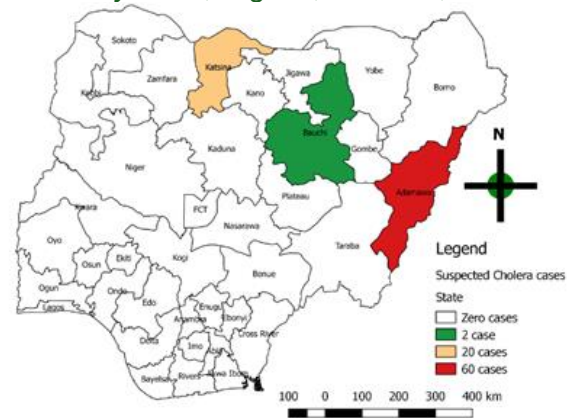 Sokoto
Katsina
Zamfara
Jigawa
Yobe
Borno
Kebbi
Kano
Bauchi
Gombe
Kaduna
Niger
Adamawa
Plateau
FCT
Kwara
Nasarawa
Taraba
Oyo
Kogi
Osun
Ekiti
Benue
Ogun
Ondo
Edo
Lagos
Enugu
Ebonyi
Anambra
Cross River
Delta
Imo
Abia
Bayelsa
Rivers
Akwa Ibom
N
Legend
Suspected Cholera cases
State
Zero cases
2 case
20 cases
60 cases
100 0 100 200 300 400 km